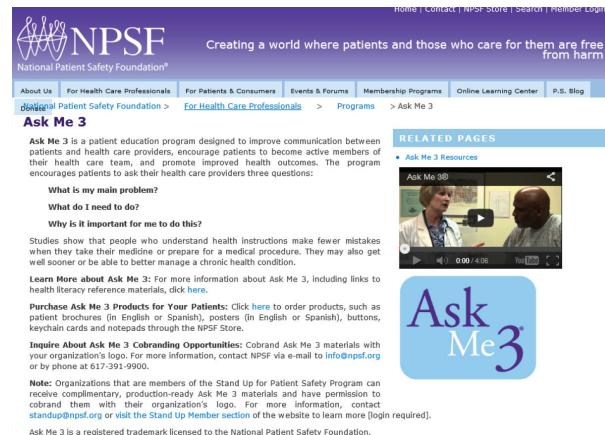 Home | Contact | NPSF Store | Search | Member Login
NPSF
National Patient Safety Foundation®
Creating a world where patients and those who care for them are free
from harm
About Us
For Health Care Professionals
For Patients & Consumers
Events & Forums
Membership Programs
Online Learning Center
P.S. Blog
Donate
National Patient Safety Foundation > For Health Care Professionals > Programs > Ask Me 3
Ask Me 3
Ask Me 3 is a patient education program designed to improve communication between
patients and health care providers, encourage patients to become active members of
their health care team, and promote improved health outcomes. The program
encourages patients to ask their health care providers three questions:
What is my main problem?
What do I need to do?
Why is it important for me to do this?
Studies show that people who understand health instructions make fewer mistakes
when they take their medicine or prepare for a medical procedure. They may also get
well sooner or be able to better manage a chronic health condition.
Learn More about Ask Me 3: For more information about Ask Me 3, including links to
health literacy reference materials, click here.
Purchase Ask Me 3 Products for Your Patients: Click here to order products, such as
patient brochures (in English or Spanish), posters (in English or Spanish), buttons,
keychain cards and notepads through the NPSF Store.
Inquire About Ask Me 3 Cobranding Opportunities: Cobrand Ask Me 3 materials with
your organization's logo. For more information, contact NPSF via e-mail to info@npsf.org
or by phone at 617-391-9900.
Note: Organizations that are members of the Stand Up for Patient Safety Program can
receive complimentary, production-ready Ask Me 3 materials and have permission to
cobrand them with their organization's logo. For more information, contact
standup@npsf.org or visit the Stand Up Member section of the website to learn more [login required].
Ask Me 3 is a registered trademark licensed to the National Patient Safety Foundation.
RELATED PAGES
Ask Me 3 Resources
Ask Me 3®
0:00 / 4:06
YouTube
Ask
Me 3